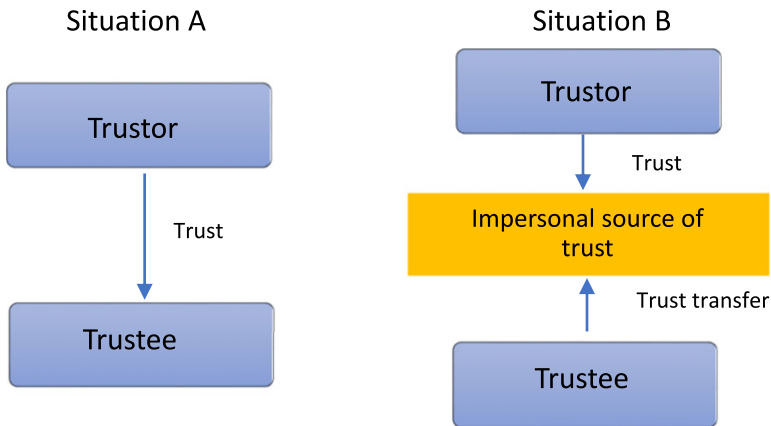 Situation A
Trustor
Trust
Trustee
Situation B
Trustor
Trust
Impersonal source of
trust
Trust transfer
Trustee